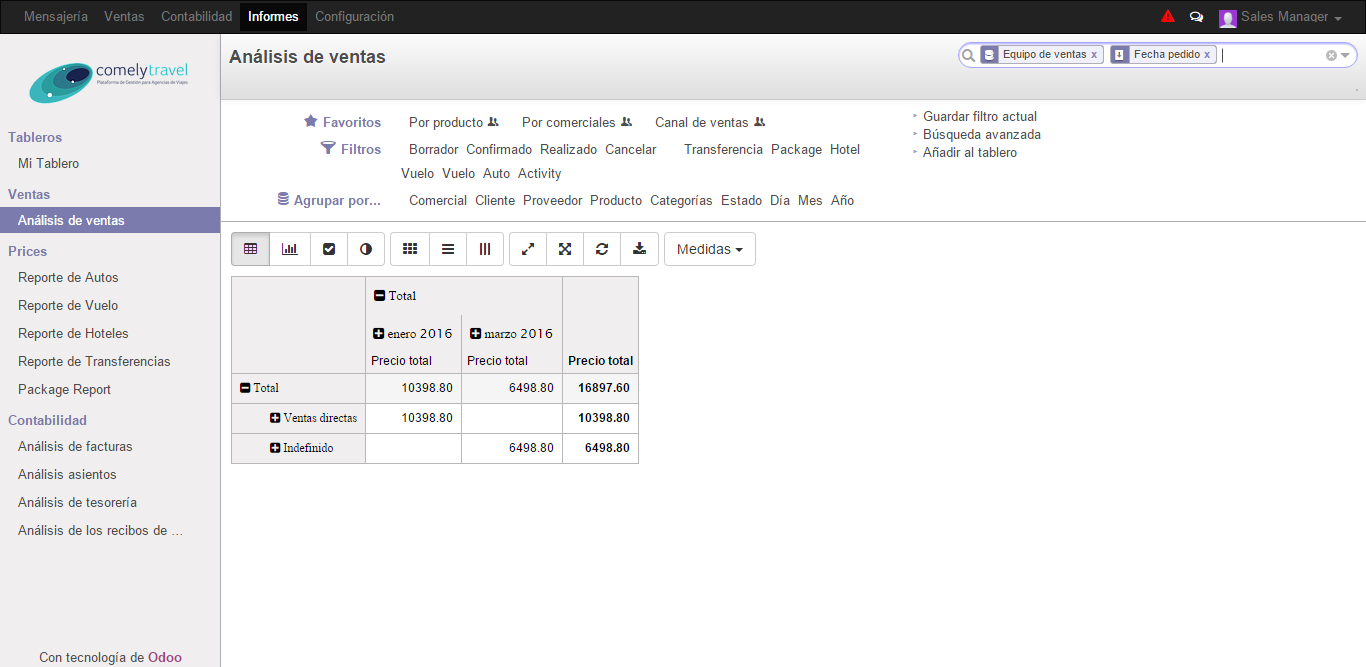 Mensajería Ventas Contabilidad Informes Configuración Sales Manager
comelytravel
Plataforma de Gestión para Agencias de Viajes
Tableros
Mi Tablero
Ventas
Análisis de ventas
Prices
Reporte de Autos
Reporte de Vuelo
Reporte de Hoteles
Reporte de Transferencias
Package Report
Contabilidad
Análisis de facturas
Análisis asientos
Análisis de tesorería
Análisis de los recibos de ...
Con tecnología de Odoo
Análisis de ventas
Equipo de ventas x Fecha pedido x
Favoritos Por producto Por comerciales Canal de ventas
Filtros Borrador Confirmado Realizado Cancelar Transferencia Package Hotel
Vuelo Vuelo Auto Activity
Agrupar por... Comercial Cliente Proveedor Producto Categorías Estado Día Mes Año
Guardar filtro actual
Búsqueda avanzada
Añadir al tablero
Medidas
Total
enero 2016 marzo 2016
Precio total Precio total Precio total
Total 10398.80 6498.80 16897.60
Ventas directas 10398.80 10398.80
Indefinido 6498.80 6498.80